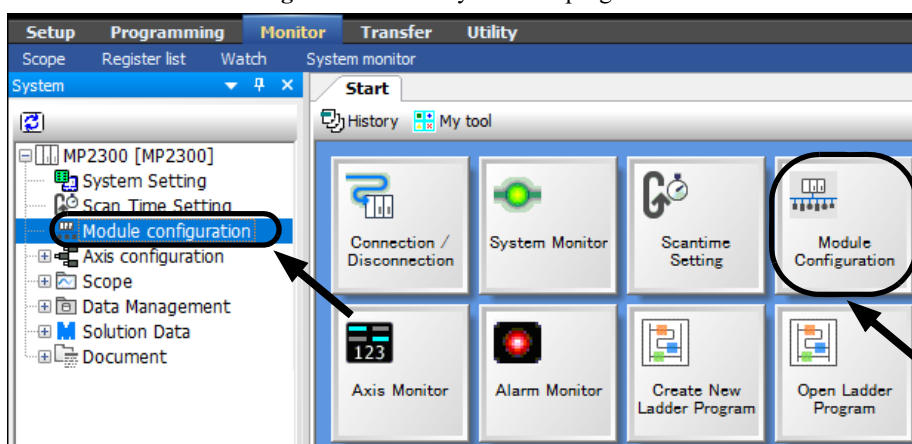 Setup Programming Monitor Transfer Utility
Scope Register list Watch System monitor
System
Start
History My tool
MP2300 [MP2300]
System Setting
Scan Time Setting
Module configuration
Axis configuration
Scope
Data Management
Solution Data
Document
Connection /
Disconnection
System Monitor
Scantime
Setting
Module
Configuration
123
Axis Monitor
Alarm Monitor
Create New
Ladder Program
Open Ladder
Program